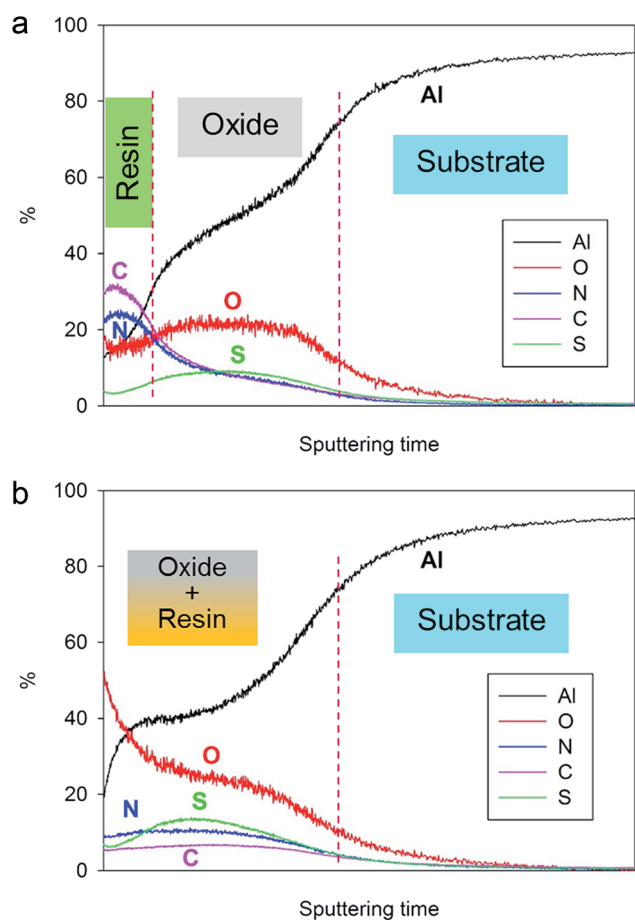 a
100
80
60
40
20
0
%
Resin
Oxide
Substrate
Al
C
N
O
S
Al
O
N
C
S
Sputtering time
b
100
80
60
40
20
0
%
Oxide
+
Resin
Substrate
Al
O
N
S
C
Al
O
N
C
S
Sputtering time